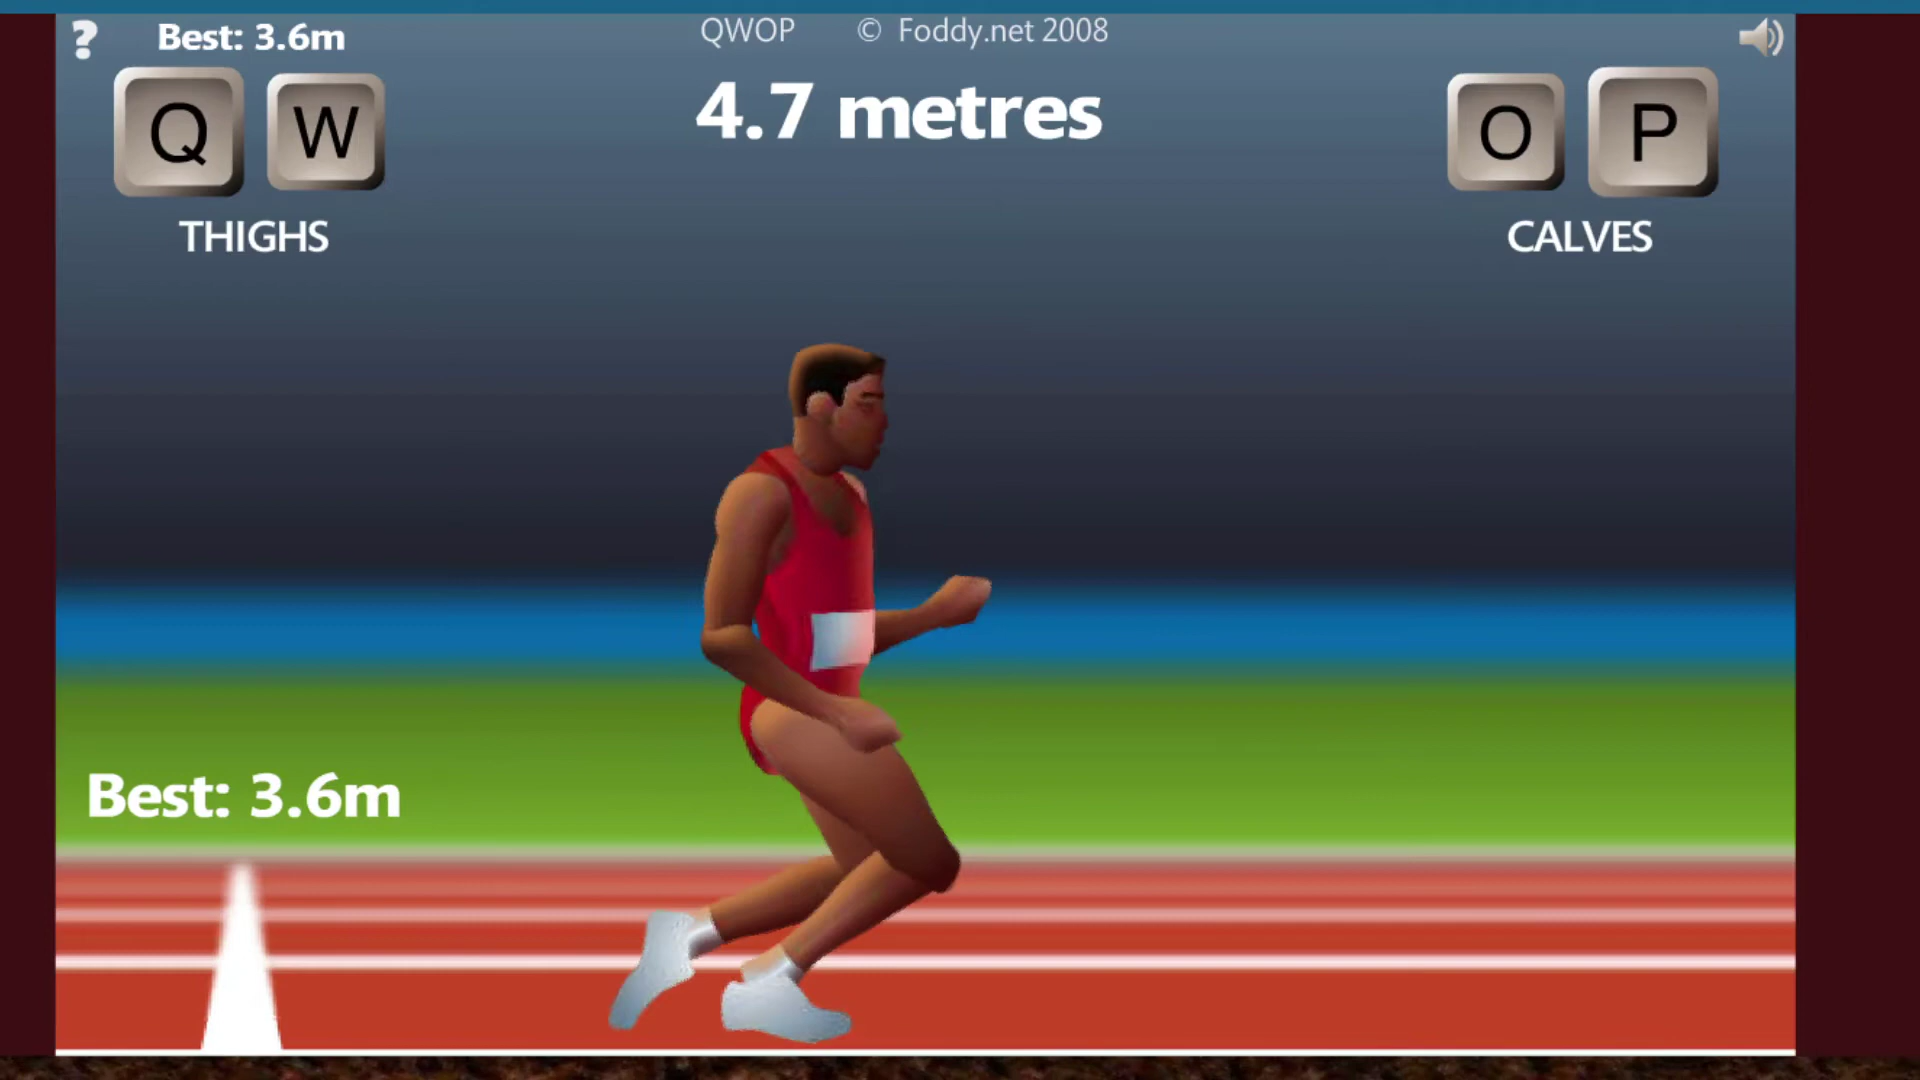 ?
Best: 3.6m
QWOP © Foddy.net 2008
4.7 metres
Q W
THIGHS
O P
CALVES
Best: 3.6m